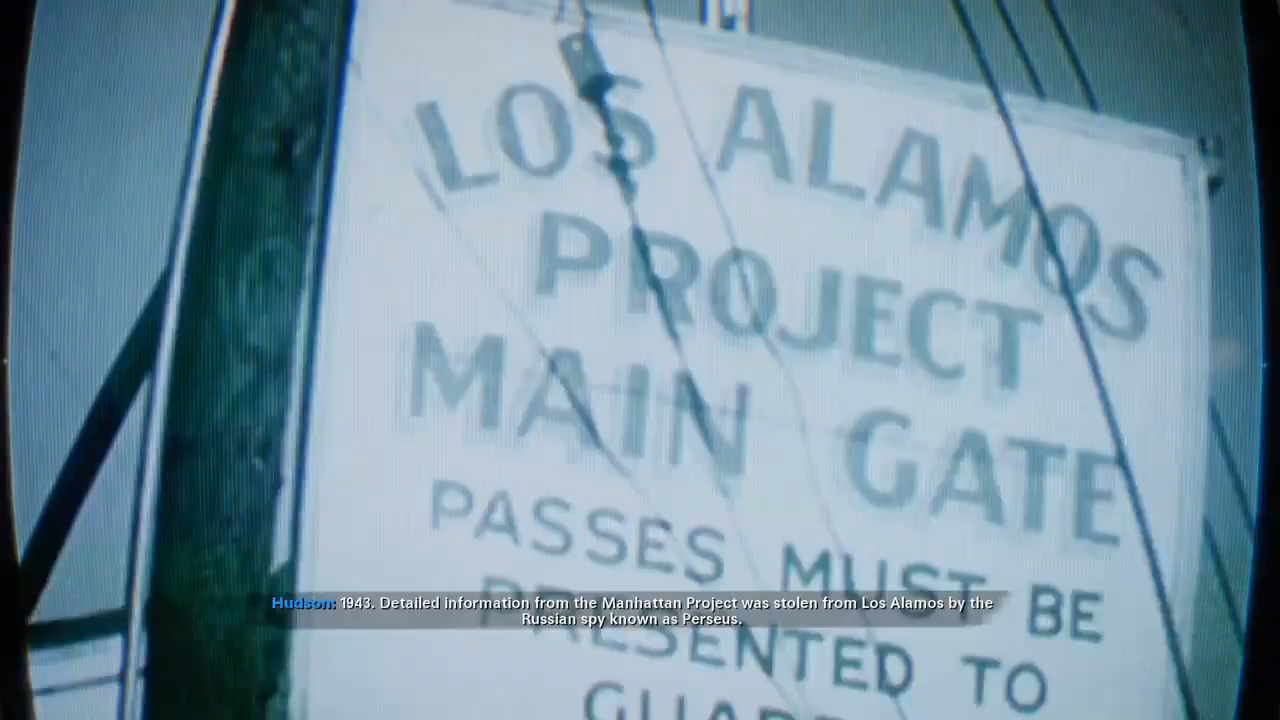 LOS ALAMOS
PROJECT
MAIN GATE
PASSES MUST BE
PRESENTED TO
Hudson: 1943. Detailed information from the Manhattan Project was stolen from Los Alamos by the
Russian spy known as Perseus.